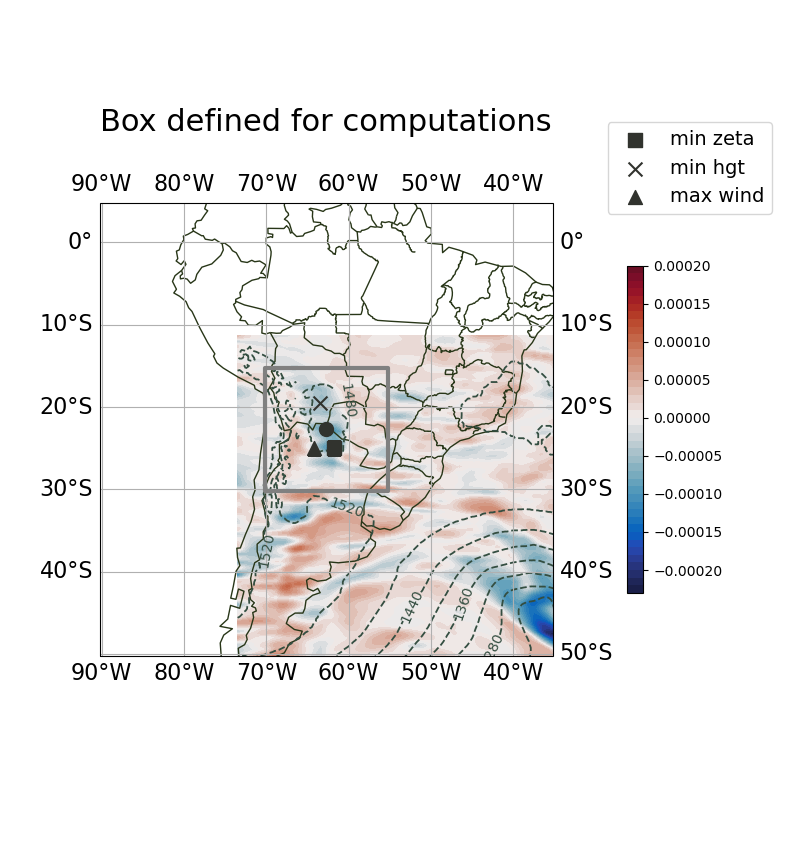 Box defined for computations
min zeta
min hgt
max wind
90°W 80°W 70°W 60°W 50°W 40°W
0° 0°
10°S 10°S
20°S 20°S
30°S 30°S
40°S 40°S
50°S
90°W 80°W 70°W 60°W 50°W 40°W
1480
1520
1520
1440
1360
280
0.00020
0.00015
0.00010
0.00005
0.00000
−0.00005
−0.00010
−0.00015
−0.00020